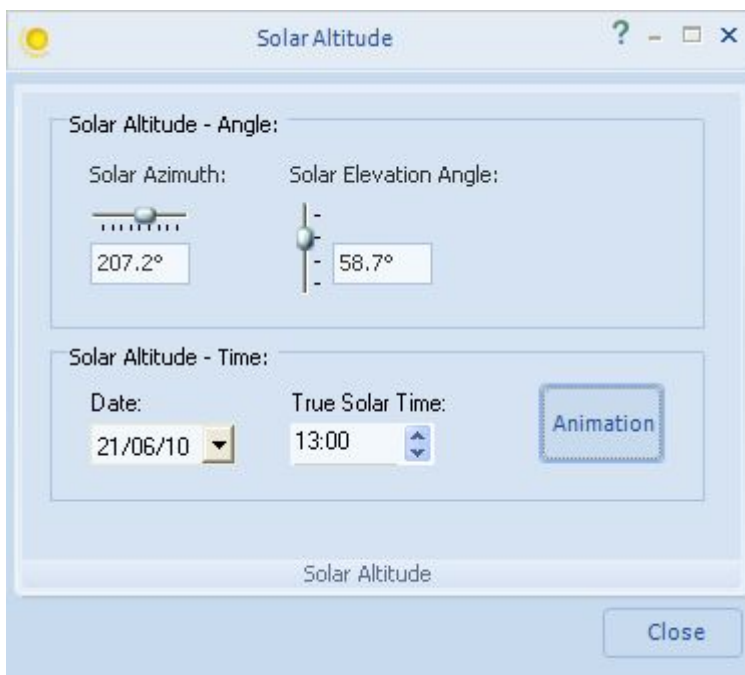 Solar Altitude
?
Solar Altitude - Angle:
Solar Azimuth: Solar Elevation Angle:
207.2° 58.7°
Solar Altitude - Time:
Date: True Solar Time:
21/06/10 13:00 Animation
Solar Altitude
Close